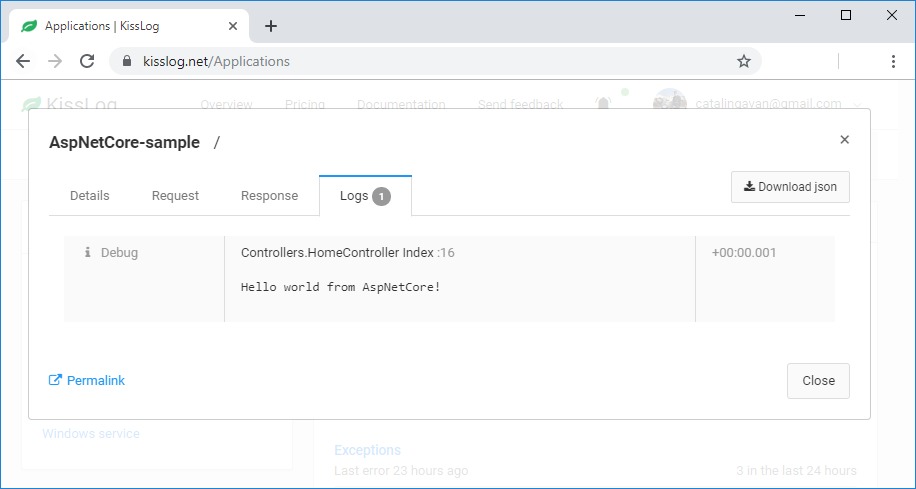 Applications | KissLog
kisslog.net/Applications
KissLog
Overview Pricing Documentation Send feedback catalingavan@gmail.com
AspNetCore-sample /
Details Request Response Logs 1 Download json
Debug Controllers.HomeController Index :16 +00:00.001
Hello world from AspNetCore!
Permalink Close
Windows service
Exceptions
Last error 23 hours ago 3 in the last 24 hours